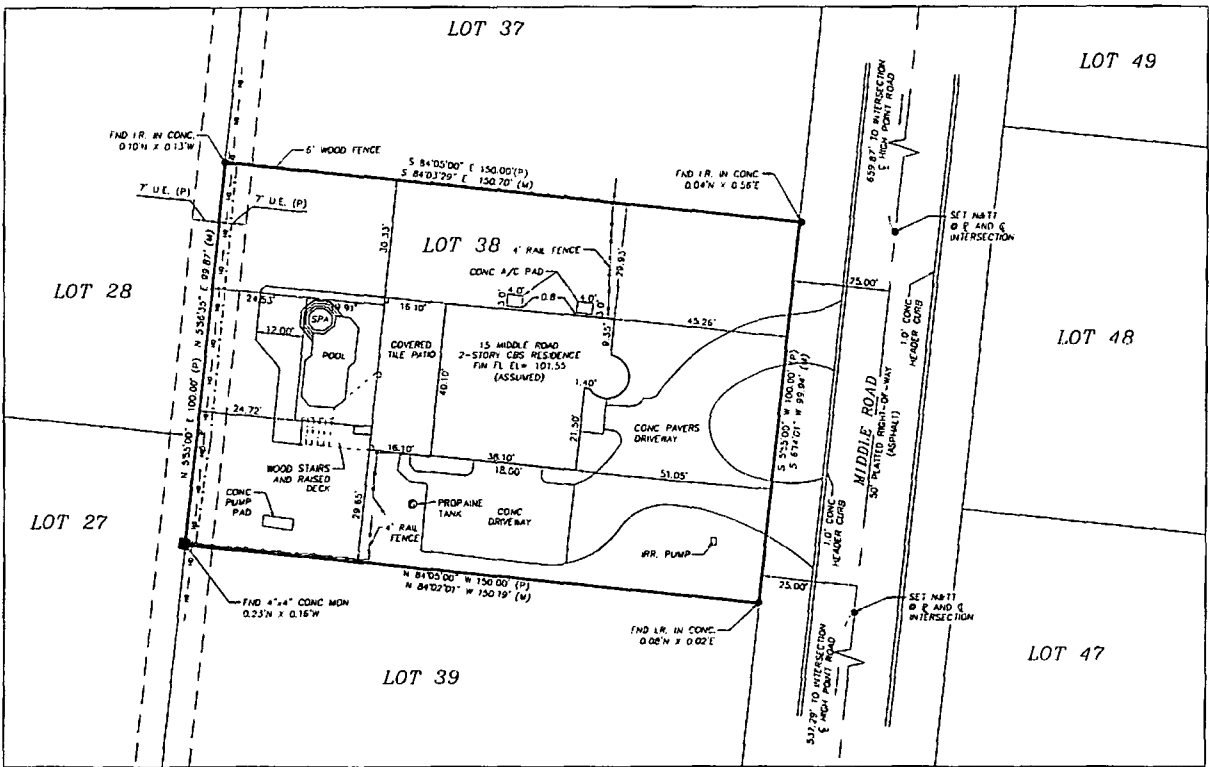 LOT 37
LOT 49
FND I.R. IN CONC.
0.10'N X 0.13'W
6' WOOD FENCE
S 84°05'00" E 150.00'(P)
S 84°03'29" E 150.70' (M)
FND I.R. IN CONC
0.04'N X 0.56'E
659.87' TO INTERSECTION
℄ HIGH POINT ROAD
7' U.E. (P)
7' U.E. (P)
SET N&TT
@ ℞ AND ℄
INTERSECTION
LOT 38
4' RAIL FENCE
CONC A/C PAD
30.33'
29.93'
25.00'
LOT 28
N 5°55'00" E 100.00' (P)
N 5°56'35" E 99.87' (M)
24.53'
16.10'
3.0'
4.0'
0.8
4.0'
3.0'
45.26'
1.0' CONC
HEADER CURB
LOT 48
SPA
12.00'
POOL
COVERED
TILE PATIO
15 MIDDLE ROAD
2-STORY CBS RESIDENCE
FIN FL EL= 101.55
(ASSUMED)
9.35'
40.10'
1.40'
21.50'
CONC PAVERS
DRIVEWAY
S 5°55'00" W 100.00' (P)
S 6°14'01" W 99.94' (M)
MIDDLE ROAD
50' PLATTED RIGHT-OF-WAY
(ASPHALT)
24.72'
16.10'
38.10'
18.00'
51.05'
WOOD STAIRS
AND RAISED
DECK
CONC
PUMP
PAD
29.65'
4' RAIL
FENCE
PROPAINE
TANK
CONC
DRIVEWAY
IRR. PUMP
1.0' CONC
HEADER CURB
LOT 27
N 84°05'00" W 150.00' (P)
N 84°02'01" W 150.19' (M)
25.00'
SET N&TT
@ ℞ AND ℄
INTERSECTION
FND 4"x4" CONC MON
0.23'N X 0.16'W
FND I.R. IN CONC.
0.08'N X 0.02'E
537.29' TO INTERSECTION
℄ HIGH POINT ROAD
LOT 39
LOT 47